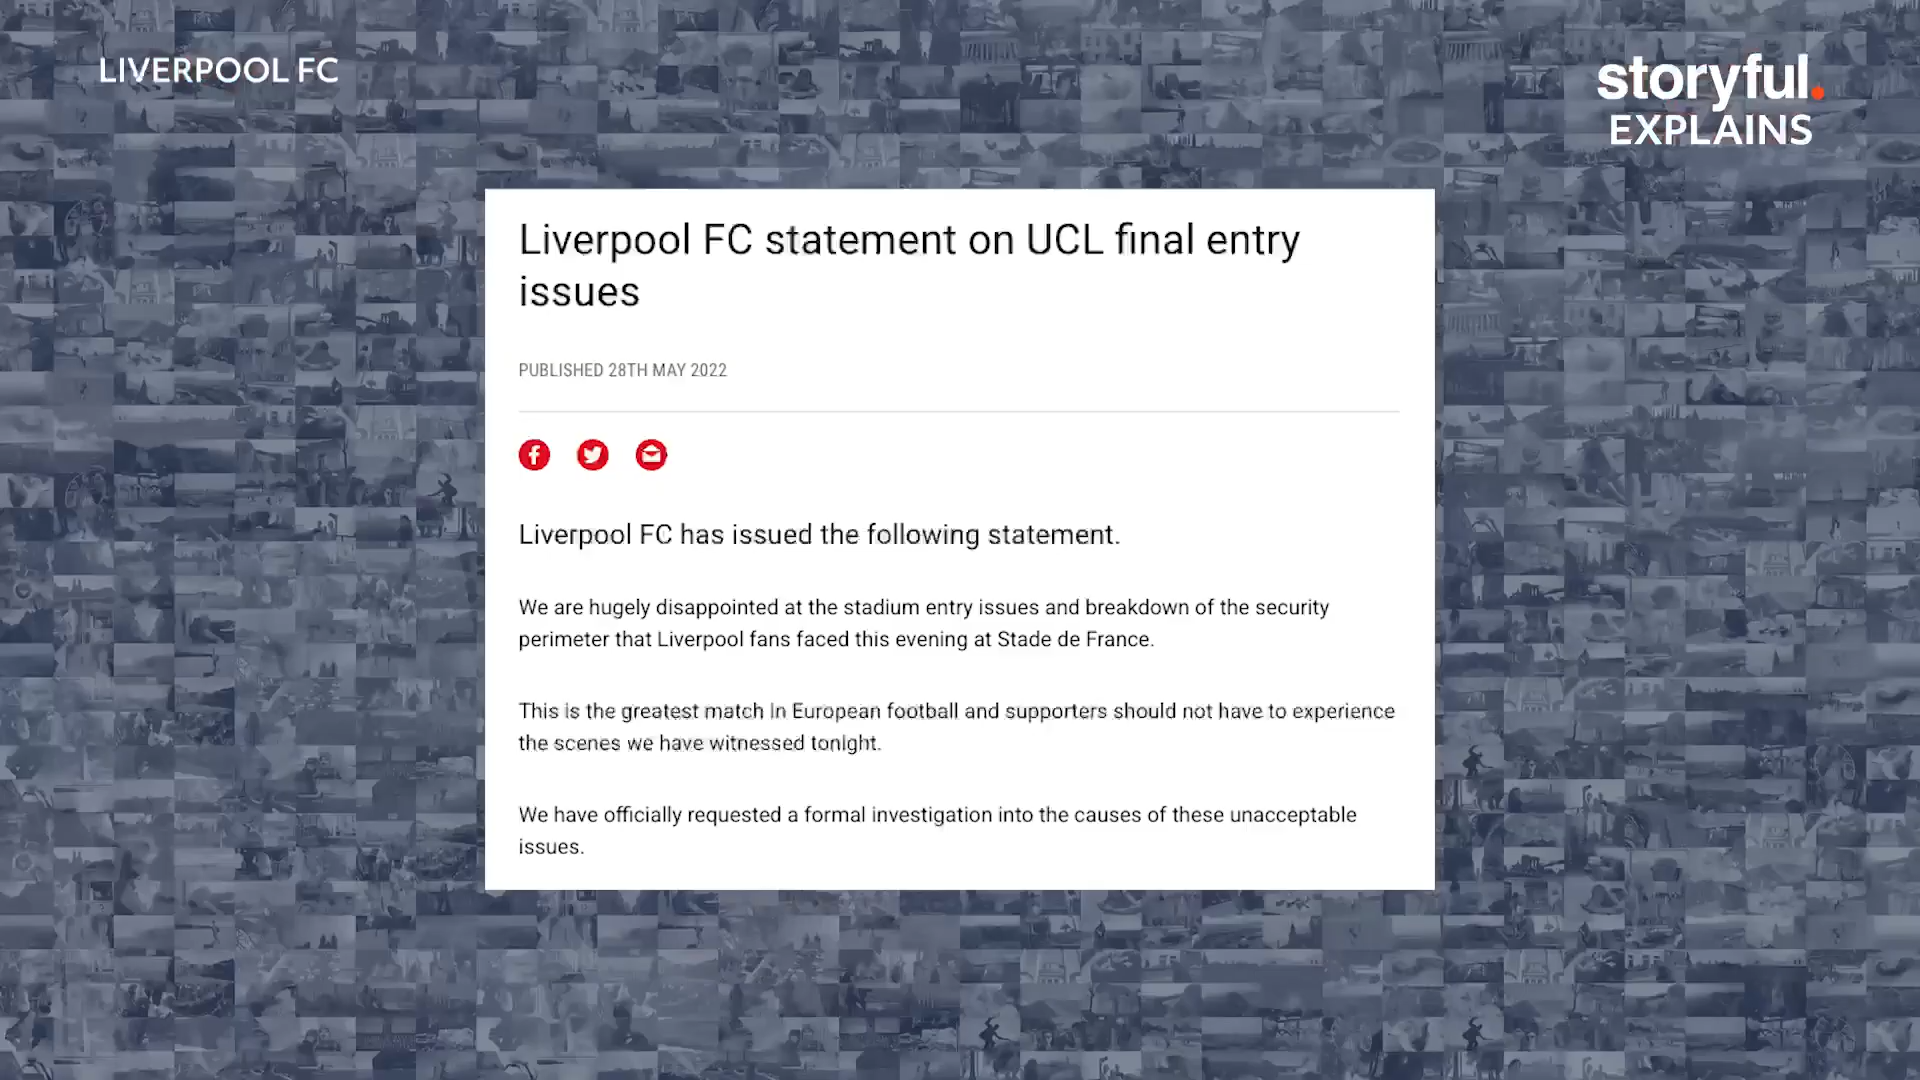 LIVERPOOL FC
storyful.
EXPLAINS
Liverpool FC statement on UCL final entry
issues
PUBLISHED 28TH MAY 2022
Liverpool FC has issued the following statement.
We are hugely disappointed at the stadium entry issues and breakdown of the security
perimeter that Liverpool fans faced this evening at Stade de France.
This is the greatest match in European football and supporters should not have to experience
the scenes we have witnessed tonight.
We have officially requested a formal investigation into the causes of these unacceptable
issues.